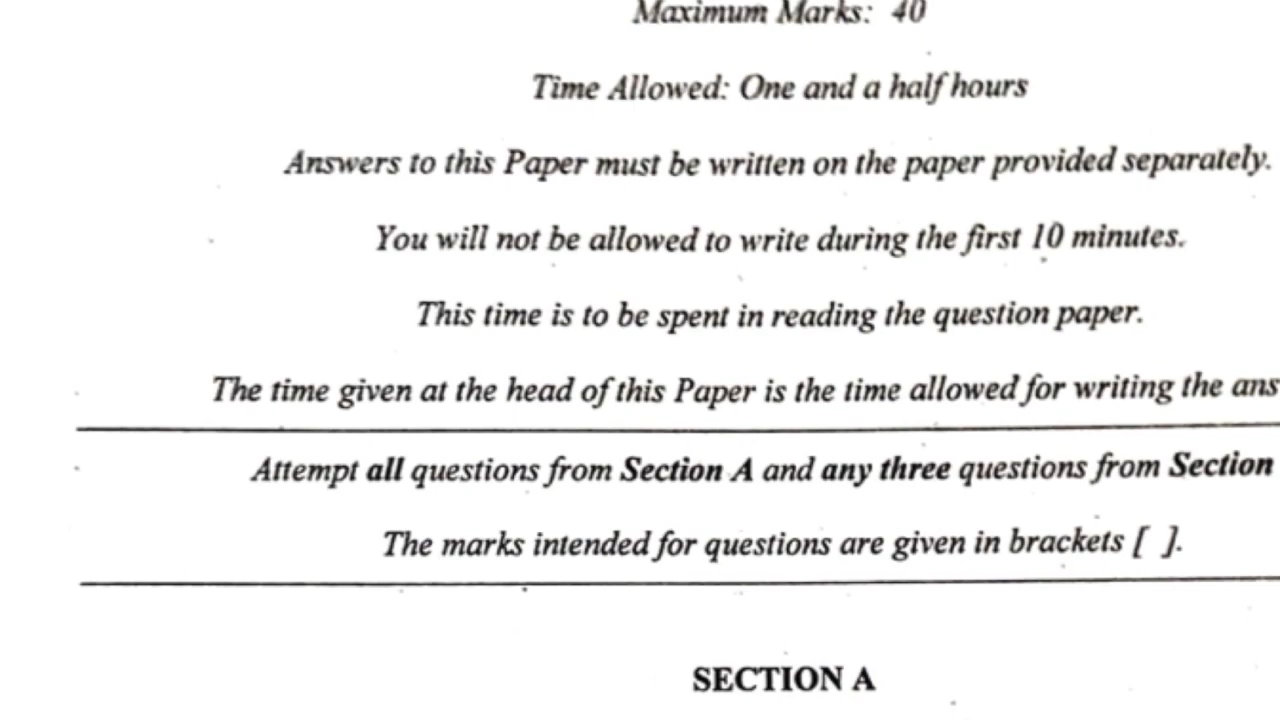 Maximum Marks: 40
Time Allowed: One and a half hours
Answers to this Paper must be written on the paper provided separately.
You will not be allowed to write during the first 10 minutes.
This time is to be spent in reading the question paper.
The time given at the head of this Paper is the time allowed for writing the ans
Attempt all questions from Section A and any three questions from Section
The marks intended for questions are given in brackets [ ].
SECTION A